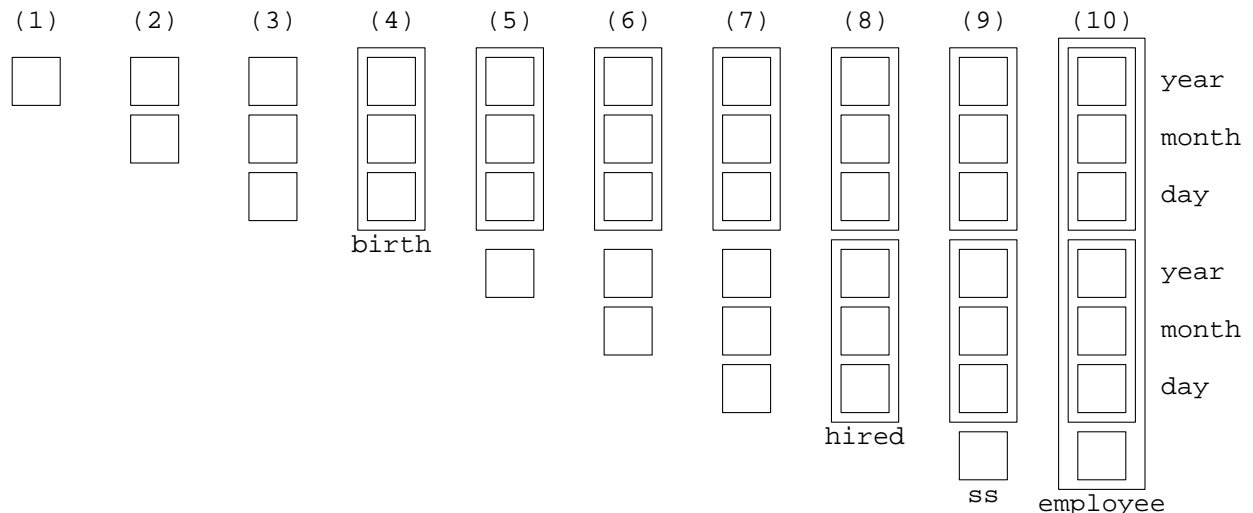 (1) (2) (3) (4) (5) (6) (7) (8) (9) (10)
year
month
day
birth
year
month
day
hired
ss
employee